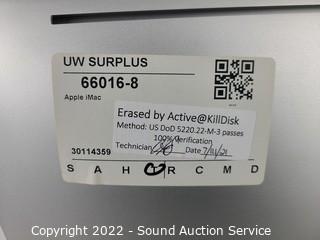 UW SURPLUS
66016-8
Apple iMac
Erased by Active@KillDisk
Method: US DoD 5220.22-M-3 passes
100% Verification
Technician Date
30114359
S A H O R C M D
Copyright 2022 - Sound Auction Service